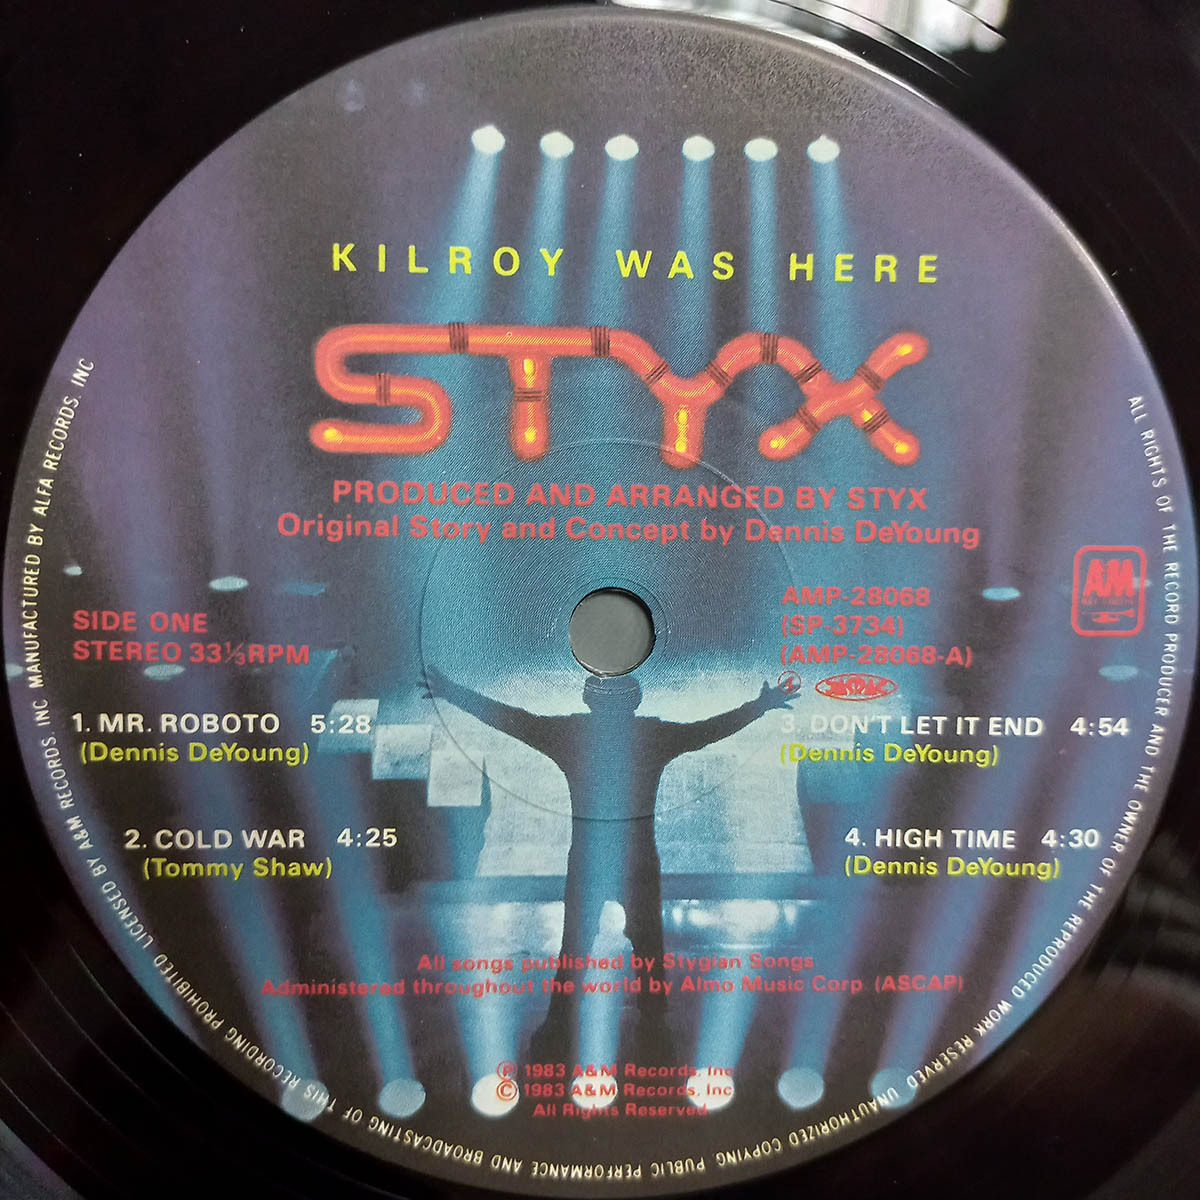 KILROY WAS HERE
STYX
PRODUCED AND ARRANGED BY STYX
Original Story and Concept by Dennis DeYoung
SIDE ONE
STEREO 33⅓RPM
AMP-28068
(SP-3734)
(AMP-28068-A)
AM
1. MR. ROBOTO 5:28
(Dennis DeYoung)
2. COLD WAR 4:25
(Tommy Shaw)
3. DON'T LET IT END 4:54
(Dennis DeYoung)
4. HIGH TIME 4:30
(Dennis DeYoung)
All songs published by Stygian Songs
Administered throughout the world by Almo Music Corp (ASCAP)
Ⓟ 1983 A&M Records, Inc
© 1983 A&M Records, Inc
All Rights Reserved
ALL RIGHTS OF THE RECORD PRODUCER AND THE OWNER OF THE REPRODUCED WORK RESERVED UNAUTHORIZED COPYING PUBLIC PERFORMANCE AND BROADCASTING OF THIS RECORDING PROHIBITED LICENSED BY A&M RECORDS, INC MANUFACTURED BY ALFA RECORDS, INC